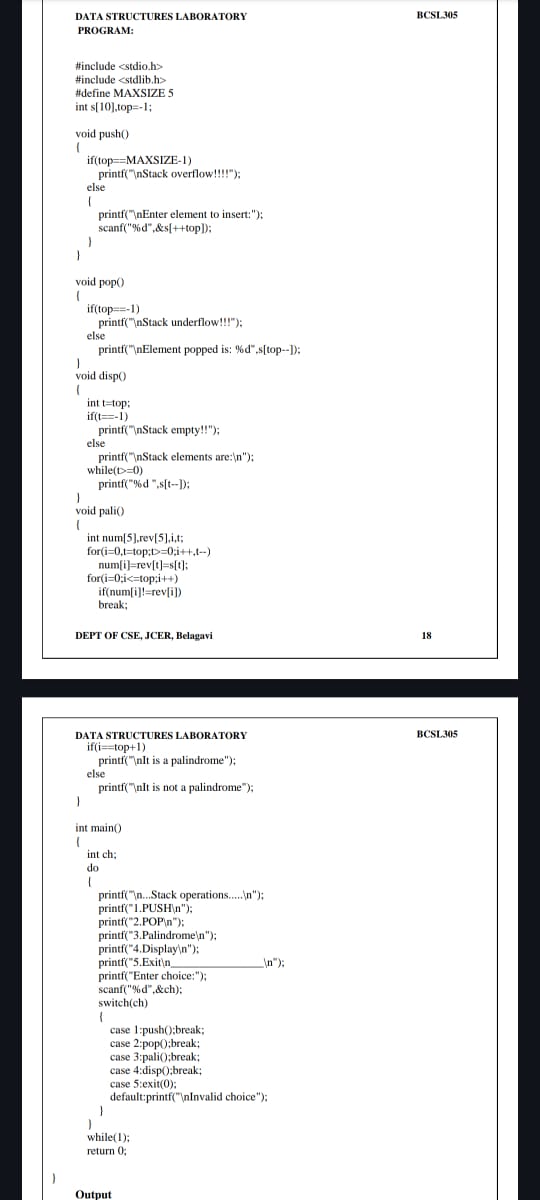 DATA STRUCTURES LABORATORY BCSL305
PROGRAM:
#include <stdio.h>
#include <stdlib.h>
#define MAXSIZE 5
int s[10],top=-1;
void push()
{
if(top==MAXSIZE-1)
printf("\nStack overflow!!!!");
else
{
printf("\nEnter element to insert:");
scanf("%d",&s[++top]);
}
}
void pop()
{
if(top==-1)
printf("\nStack underflow!!!");
else
printf("\nElement popped is: %d",s[top--]);
}
void disp()
{
int t=top;
if(t==-1)
printf("\nStack empty!!");
else
printf("\nStack elements are:\n");
while(t>=0)
printf("%d ",s[t--]);
}
void pali()
{
int num[5],rev[5],i,t;
for(i=0,t=top;t>=0;i++,t--)
num[i]=rev[t]=s[t];
for(i=0;i<=top;i++)
if(num[i]!=rev[i])
break;
DEPT OF CSE, JCER, Belagavi 18
DATA STRUCTURES LABORATORY BCSL305
if(i==top+1)
printf("\nIt is a palindrome");
else
printf("\nIt is not a palindrome");
}
int main()
{
int ch;
do
{
printf("\n...Stack operations.....\n");
printf("1.PUSH\n");
printf("2.POP\n");
printf("3.Palindrome\n");
printf("4.Display\n");
printf("5.Exit\n________________\n");
printf("Enter choice:");
scanf("%d",&ch);
switch(ch)
{
case 1:push();break;
case 2:pop();break;
case 3:pali();break;
case 4:disp();break;
case 5:exit(0);
default:printf("\nInvalid choice");
}
}
while(1);
return 0;
}
Output